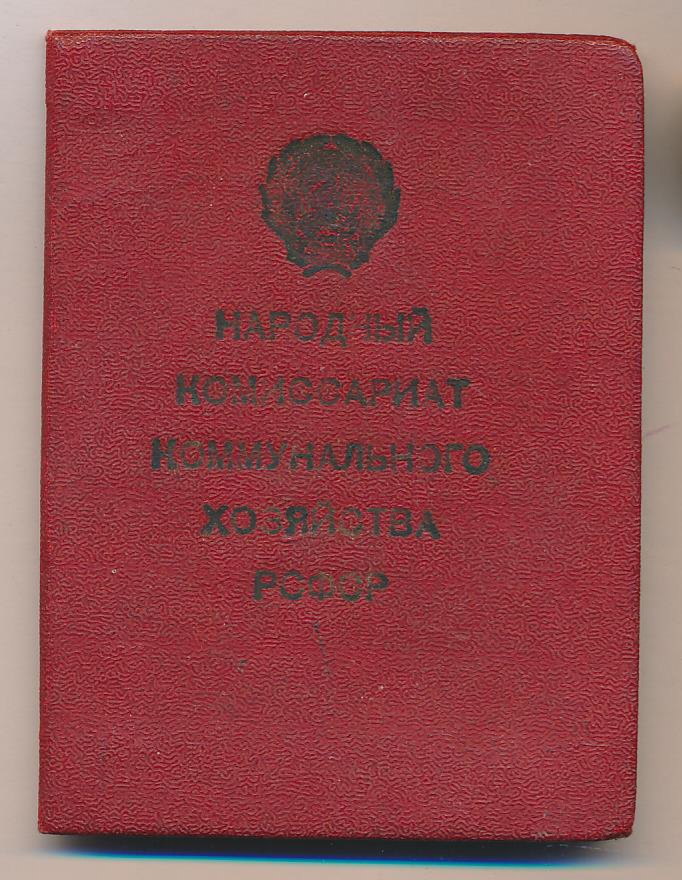 НАРОДНЫЙ
КОМИССАРИАТ
КОММУНАЛЬНОГО
ХОЗЯЙСТВА
РСФСР